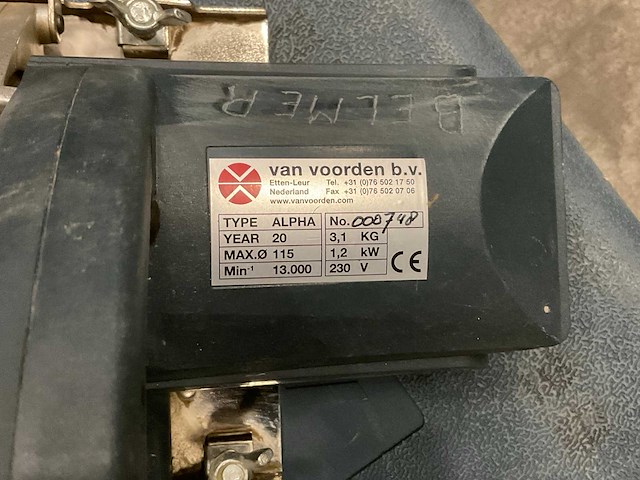 BELMER
van voorden b.v.
Etten-Leur Tel. +31 (0)76 502 17 50
Nederland Fax +31 (0)76 502 07 06
www.vanvoorden.com
TYPE ALPHA No. 000748
YEAR 20 3,1 KG
MAX.Ø 115 1,2 kW
Min-1 13.000 230 V
CE